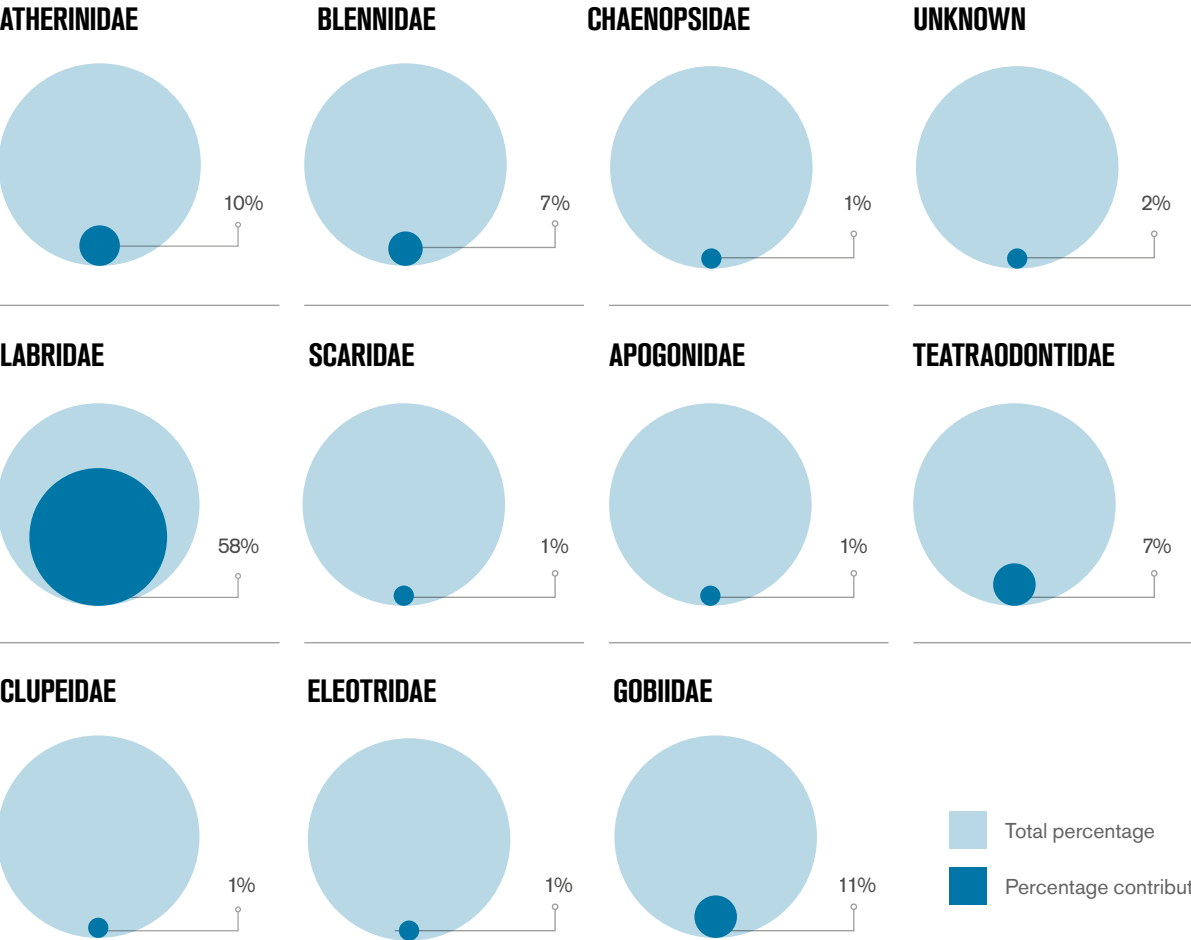 ATHERINIDAE
BLENNIDAE
CHAENOPSIDAE
UNKNOWN
10%
7%
1%
2%
LABRIDAE
SCARIDAE
APOGONIDAE
TEATRAODONTIDAE
58%
1%
1%
7%
CLUPEIDAE
ELEOTRIDAE
GOBIIDAE
1%
1%
11%
Total percentage
Percentage contribut